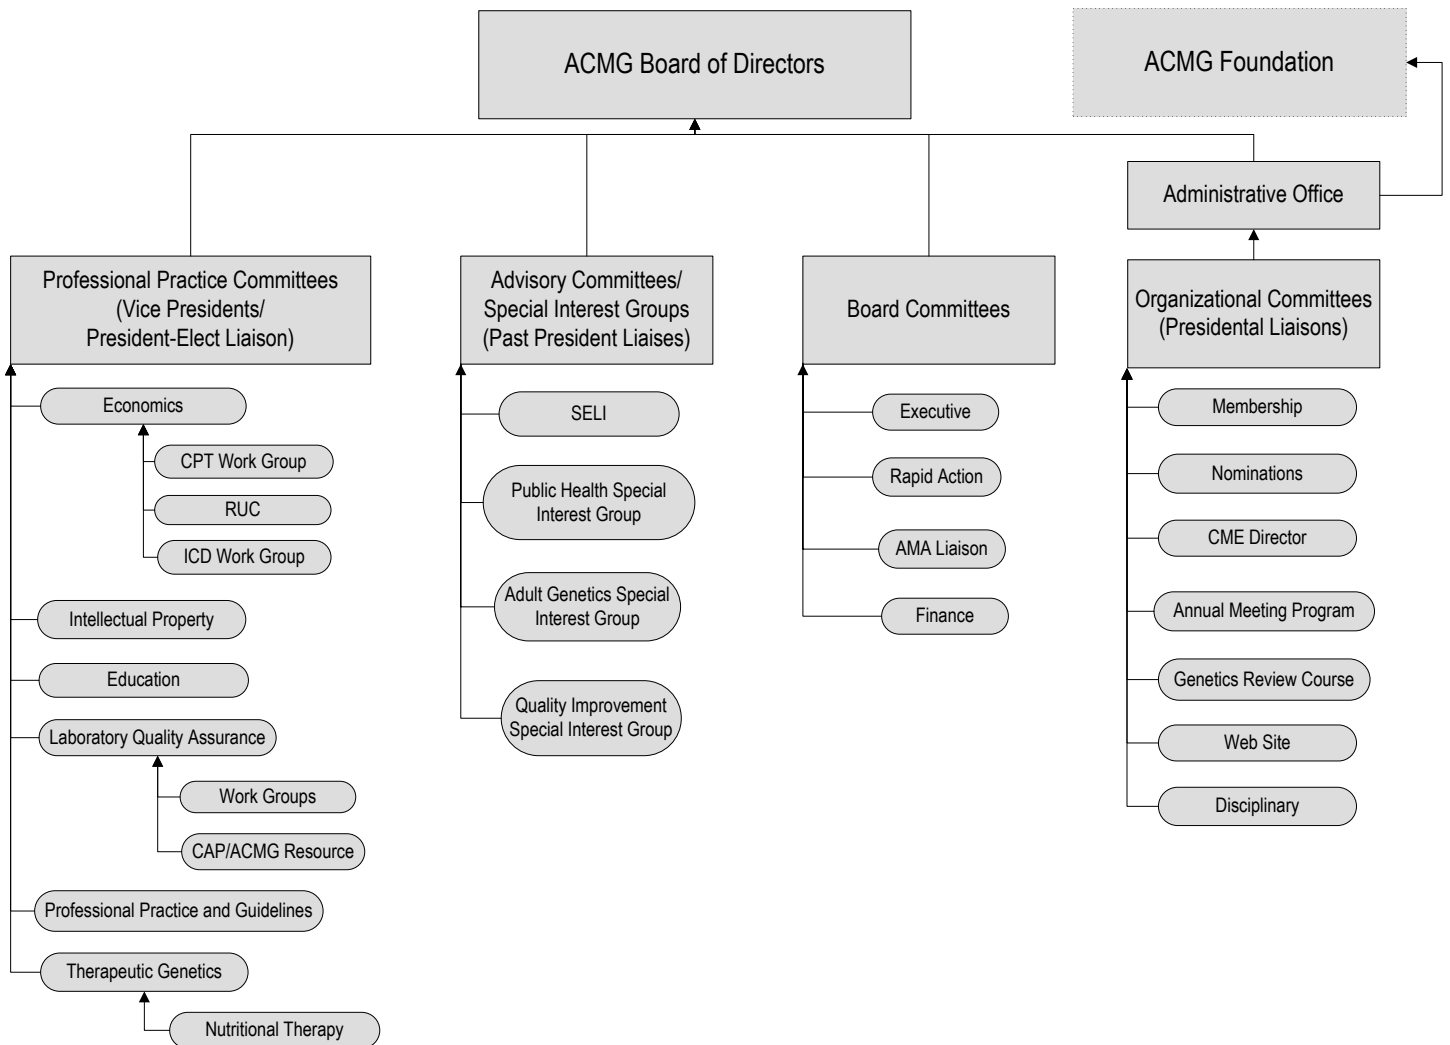 ACMG Board of Directors
ACMG Foundation
Administrative Office
Professional Practice Committees
(Vice Presidents/
President-Elect Liaison)
Economics
CPT Work Group
RUC
ICD Work Group
Intellectual Property
Education
Laboratory Quality Assurance
Work Groups
CAP/ACMG Resource
Professional Practice and Guidelines
Therapeutic Genetics
Nutritional Therapy
Advisory Committees/
Special Interest Groups
(Past President Liaises)
SELI
Public Health Special
Interest Group
Adult Genetics Special
Interest Group
Quality Improvement
Special Interest Group
Board Committees
Executive
Rapid Action
AMA Liaison
Finance
Organizational Committees
(Presidental Liaisons)
Membership
Nominations
CME Director
Annual Meeting Program
Genetics Review Course
Web Site
Disciplinary